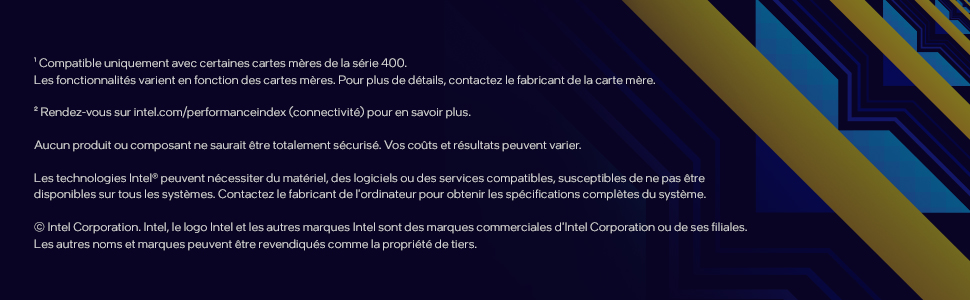 ¹ Compatible uniquement avec certaines cartes mères de la série 400.
Les fonctionnalités varient en fonction des cartes mères. Pour plus de détails, contactez le fabricant de la carte mère.
² Rendez-vous sur intel.com/performanceindex (connectivité) pour en savoir plus.
Aucun produit ou composant ne saurait être totalement sécurisé. Vos coûts et résultats peuvent varier.
Les technologies Intel® peuvent nécessiter du matériel, des logiciels ou des services compatibles, susceptibles de ne pas être
disponibles sur tous les systèmes. Contactez le fabricant de l'ordinateur pour obtenir les spécifications complètes du système.
© Intel Corporation. Intel, le logo Intel et les autres marques Intel sont des marques commerciales d'Intel Corporation ou de ses filiales.
Les autres noms et marques peuvent être revendiqués comme la propriété de tiers.